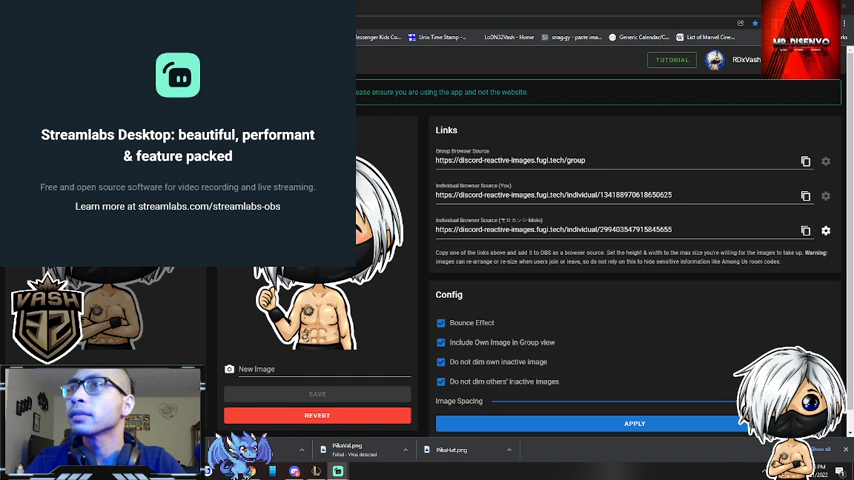 Streamlabs Desktop: beautiful, performant
& feature packed
Free and open source software for video recording and live streaming.
Learn more at streamlabs.com/streamlabs-obs
Unix Time Stamp -...
LoDN32Vash - Home
snag.gy - paste ima...
Generic Calendar/C...
List of Marvel Cine...
MR.DISENYO
TUTORIAL
RDxVash
ease ensure you are using the app and not the website.
Links
Group Browser Source
https://discord-reactive-images.fugi.tech/group
Individual Browser Source (You)
https://discord-reactive-images.fugi.tech/individual/134188970618650625
https://discord-reactive-images.fugi.tech/individual/299403547915845655
Copy one of the links above and add it to OBS as a browser source. Set the height & width to the max size you're willing for the images to take up. Warning:
Images can re-arrange or re-size when users join or leave, so do not rely on this to hide sensitive information like Among Us room codes.
Config
Bounce Effect
Include Own Image in Group view
Do not dim own inactive image
Do not dim others' inactive images
Image Spacing
APPLY
VASH
32
New Image
SAVE
REVERT
PikaVal.png
Failed - Virus detected
PikaHat.png
Show all